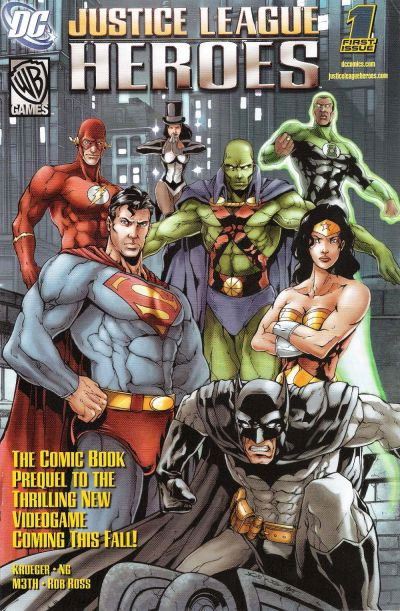 DC
JUSTICE LEAGUE
HEROES
1
FIRST
ISSUE
WB
GAMES
dccomics.com
justiceleagueheroes.com
S
THE COMIC BOOK
PREQUEL TO THE
THRILLING NEW
VIDEOGAME
COMING THIS FALL!
KRUEGER • NG
M3TH • ROB ROSS